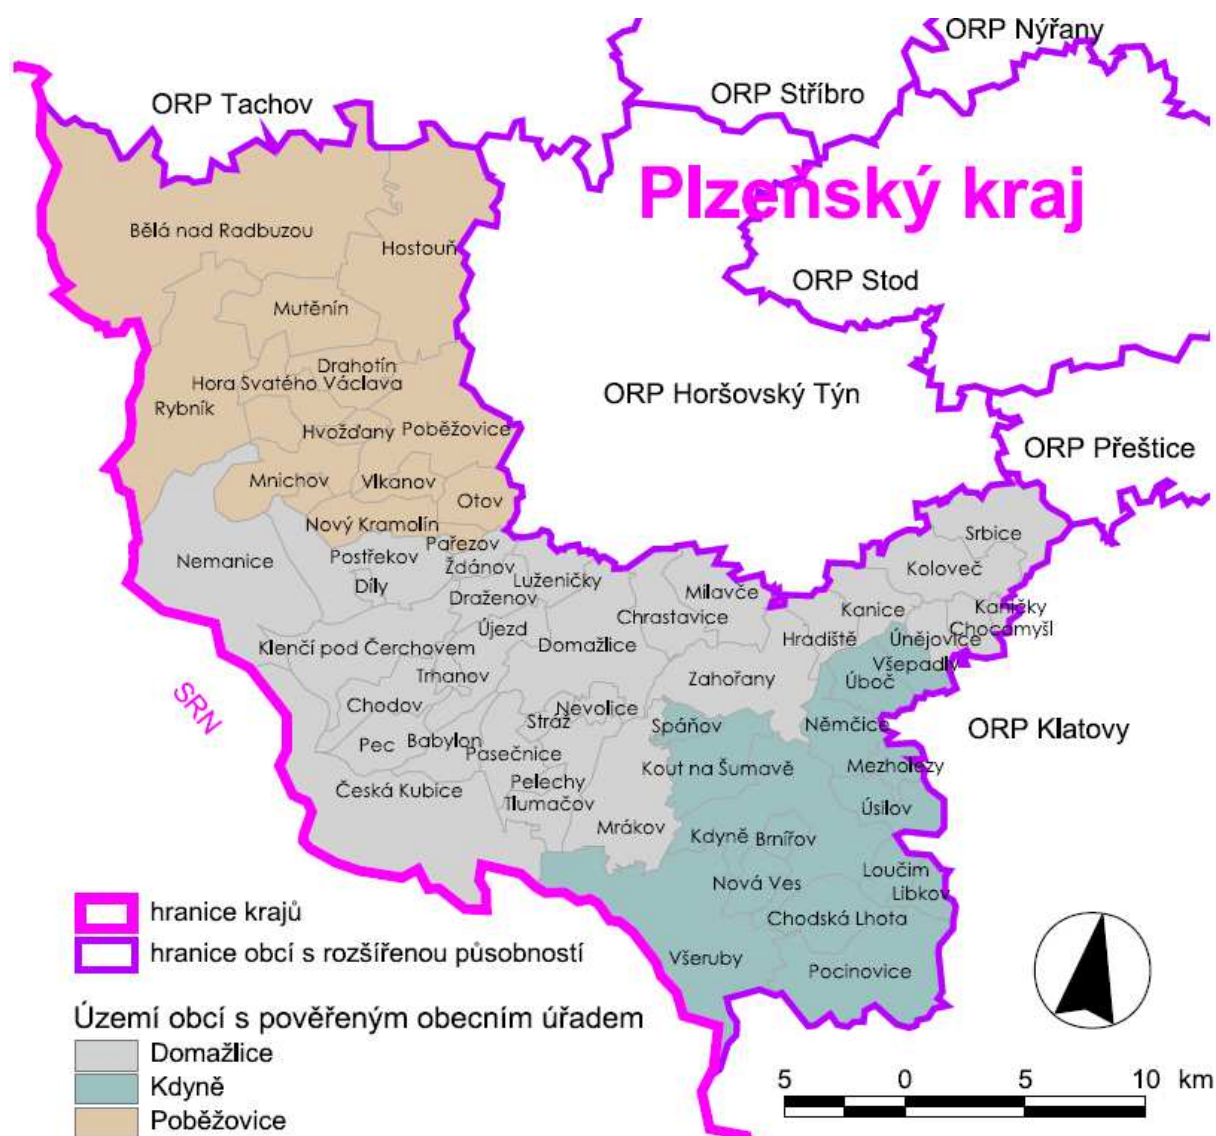 ORP Nýřany
ORP Stříbro
ORP Tachov
Plzeňský kraj
Bělá nad Radbuzou
Hostouň
ORP Stod
Mutěnín
Drahotín
Hora Svatého Václava
ORP Horšovský Týn
Rybník
Hvožďany
Poběžovice
ORP Přeštice
Mnichov
Vlkanov
Otov
Nový Kramolín
Srbice
Pařezov
Postřekov
Nemanice
Ždánov
Koloveč
Díly
Luženičky
Milavče
Draženov
Kanice
Kaničky
Chrastavice
Chocomyšl
Újezd
Hradiště
Únějovice
Klenčí pod Čerchovem
Domažlice
Všepadly
Trhanov
Zahořany
Úboč
SRN
Chodov
Nevolice
Stráž
Spáňov
Němčice
ORP Klatovy
Pec
Babylon
Pasečnice
Kout na Šumavě
Mezholezy
Česká Kubice
Pelechy
Tlumačov
Úsilov
Mrákov
Kdyně
Brnířov
Loučim
Nová Ves
Libkov
Chodská Lhota
Všeruby
Pocinovice
hranice krajů
hranice obcí s rozšířenou působností
Území obcí s pověřeným obecním úřadem
Domažlice
Kdyně
Poběžovice
5 0 5 10 km